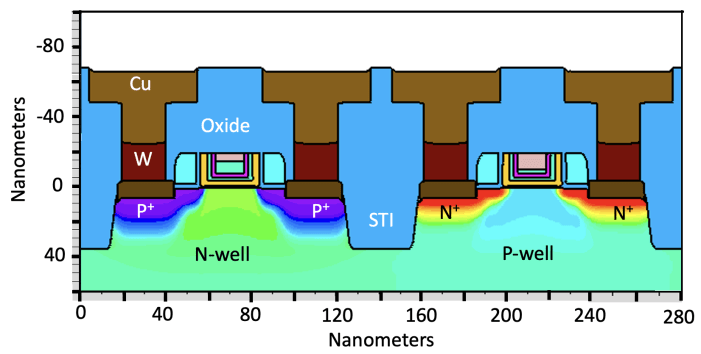 -80
-40
0
40
Nanometers
Cu
Oxide
W
P+
P+
N+
N+
STI
N-well
P-well
0 40 80 120 160 200 240 280
Nanometers